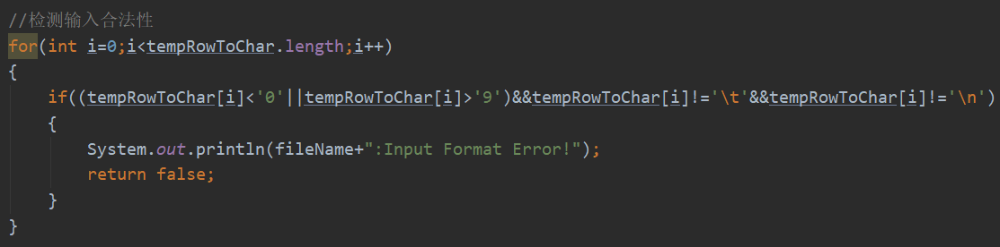 //检测输入合法性
for(int i=0;i<tempRowToChar.length;i++)
{
    if((tempRowToChar[i]<'0'||tempRowToChar[i]>'9')&&tempRowToChar[i]!='\t'&&tempRowToChar[i]!='\n')
    {
        System.out.println(fileName+":Input Format Error!");
        return false;
    }
}